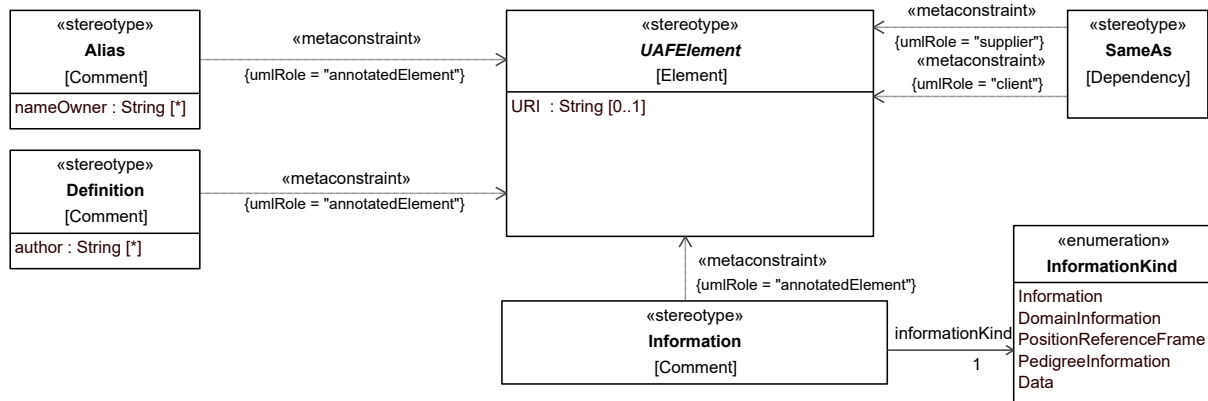 «stereotype»
Alias
[Comment]
nameOwner : String [*]
«metaconstraint»
{umlRole = "annotatedElement"}
«stereotype»
UAFElement
[Element]
URI : String [0..1]
«metaconstraint»
{umlRole = "supplier"}
«metaconstraint»
{umlRole = "client"}
«stereotype»
SameAs
[Dependency]
«stereotype»
Definition
[Comment]
author : String [*]
«metaconstraint»
{umlRole = "annotatedElement"}
«metaconstraint»
{umlRole = "annotatedElement"}
«stereotype»
Information
[Comment]
informationKind
1
«enumeration»
InformationKind
Information
DomainInformation
PositionReferenceFrame
PedigreeInformation
Data